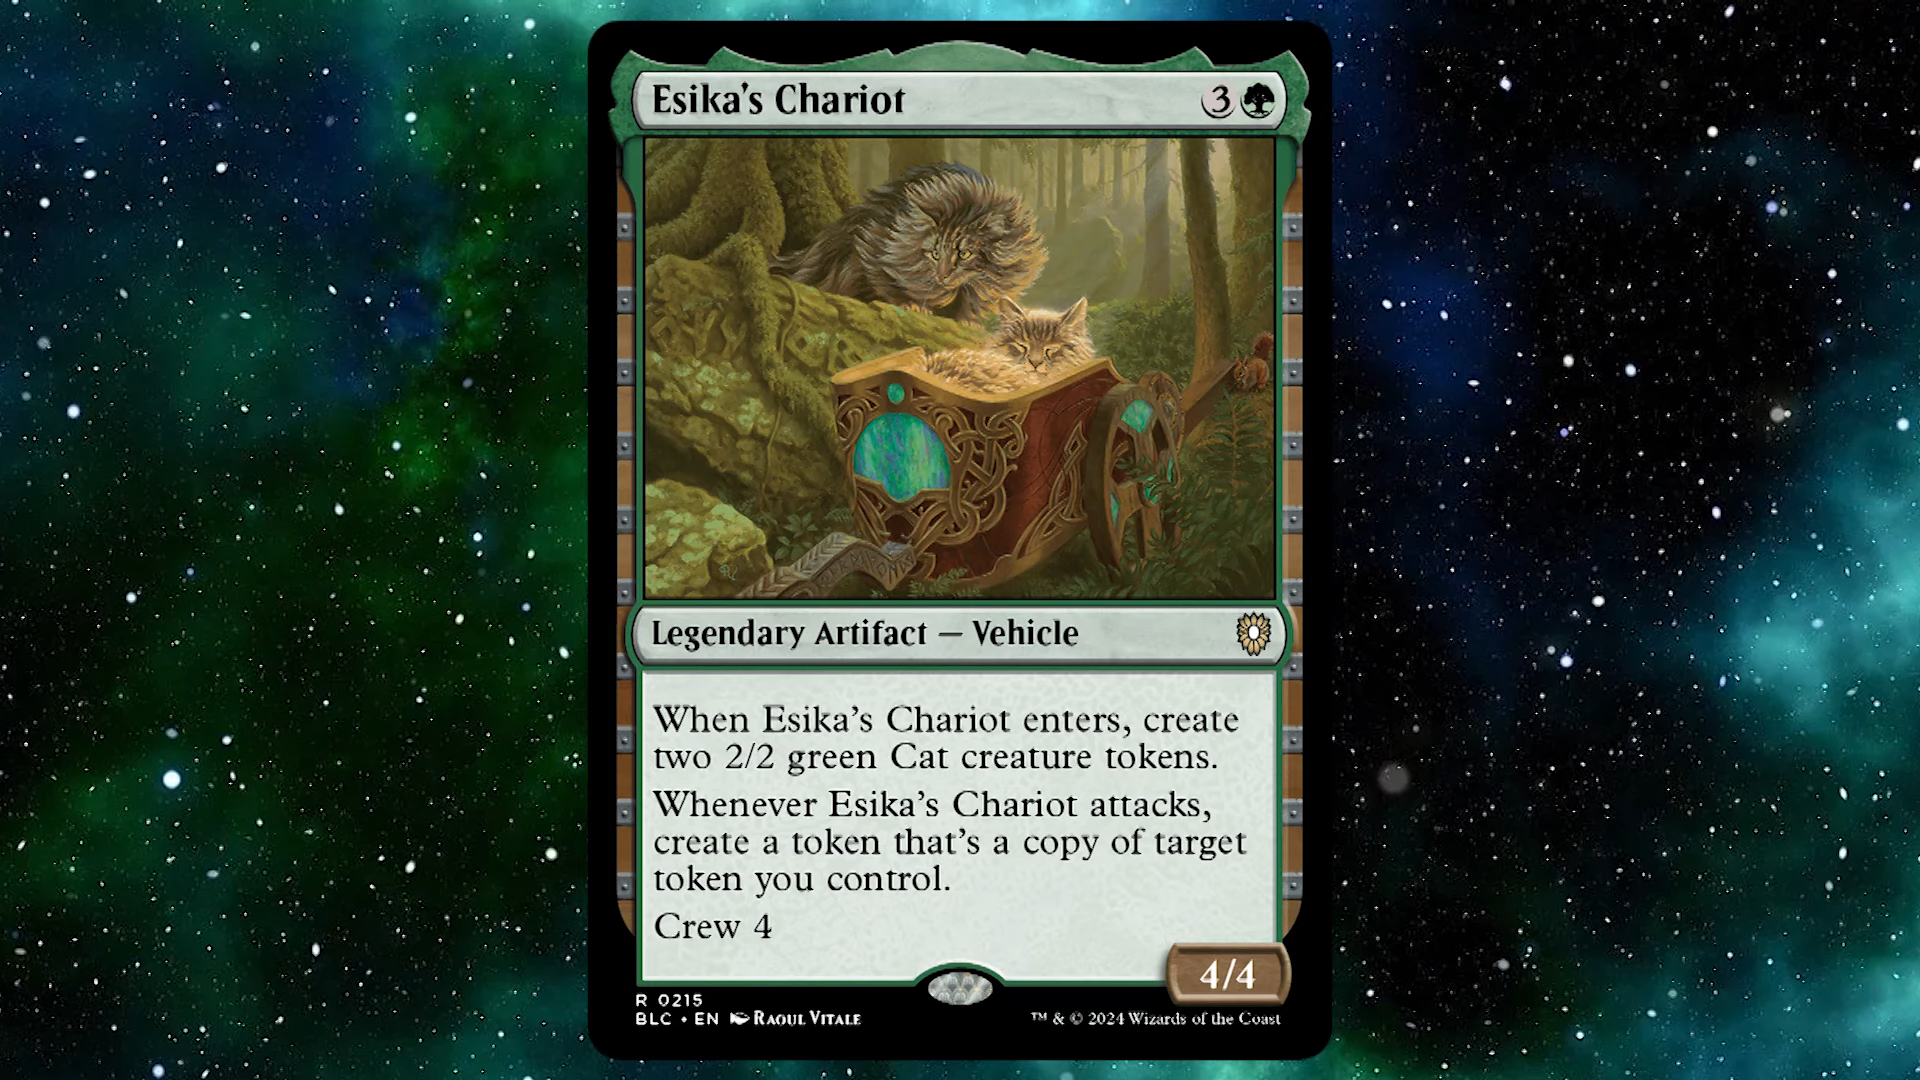 Esika's Chariot 3
Legendary Artifact — Vehicle
When Esika's Chariot enters, create
two 2/2 green Cat creature tokens.
Whenever Esika's Chariot attacks,
create a token that's a copy of target
token you control.
Crew 4
4/4
R 0215
BLC • EN Raoul Vitale
™ & © 2024 Wizards of the Coast